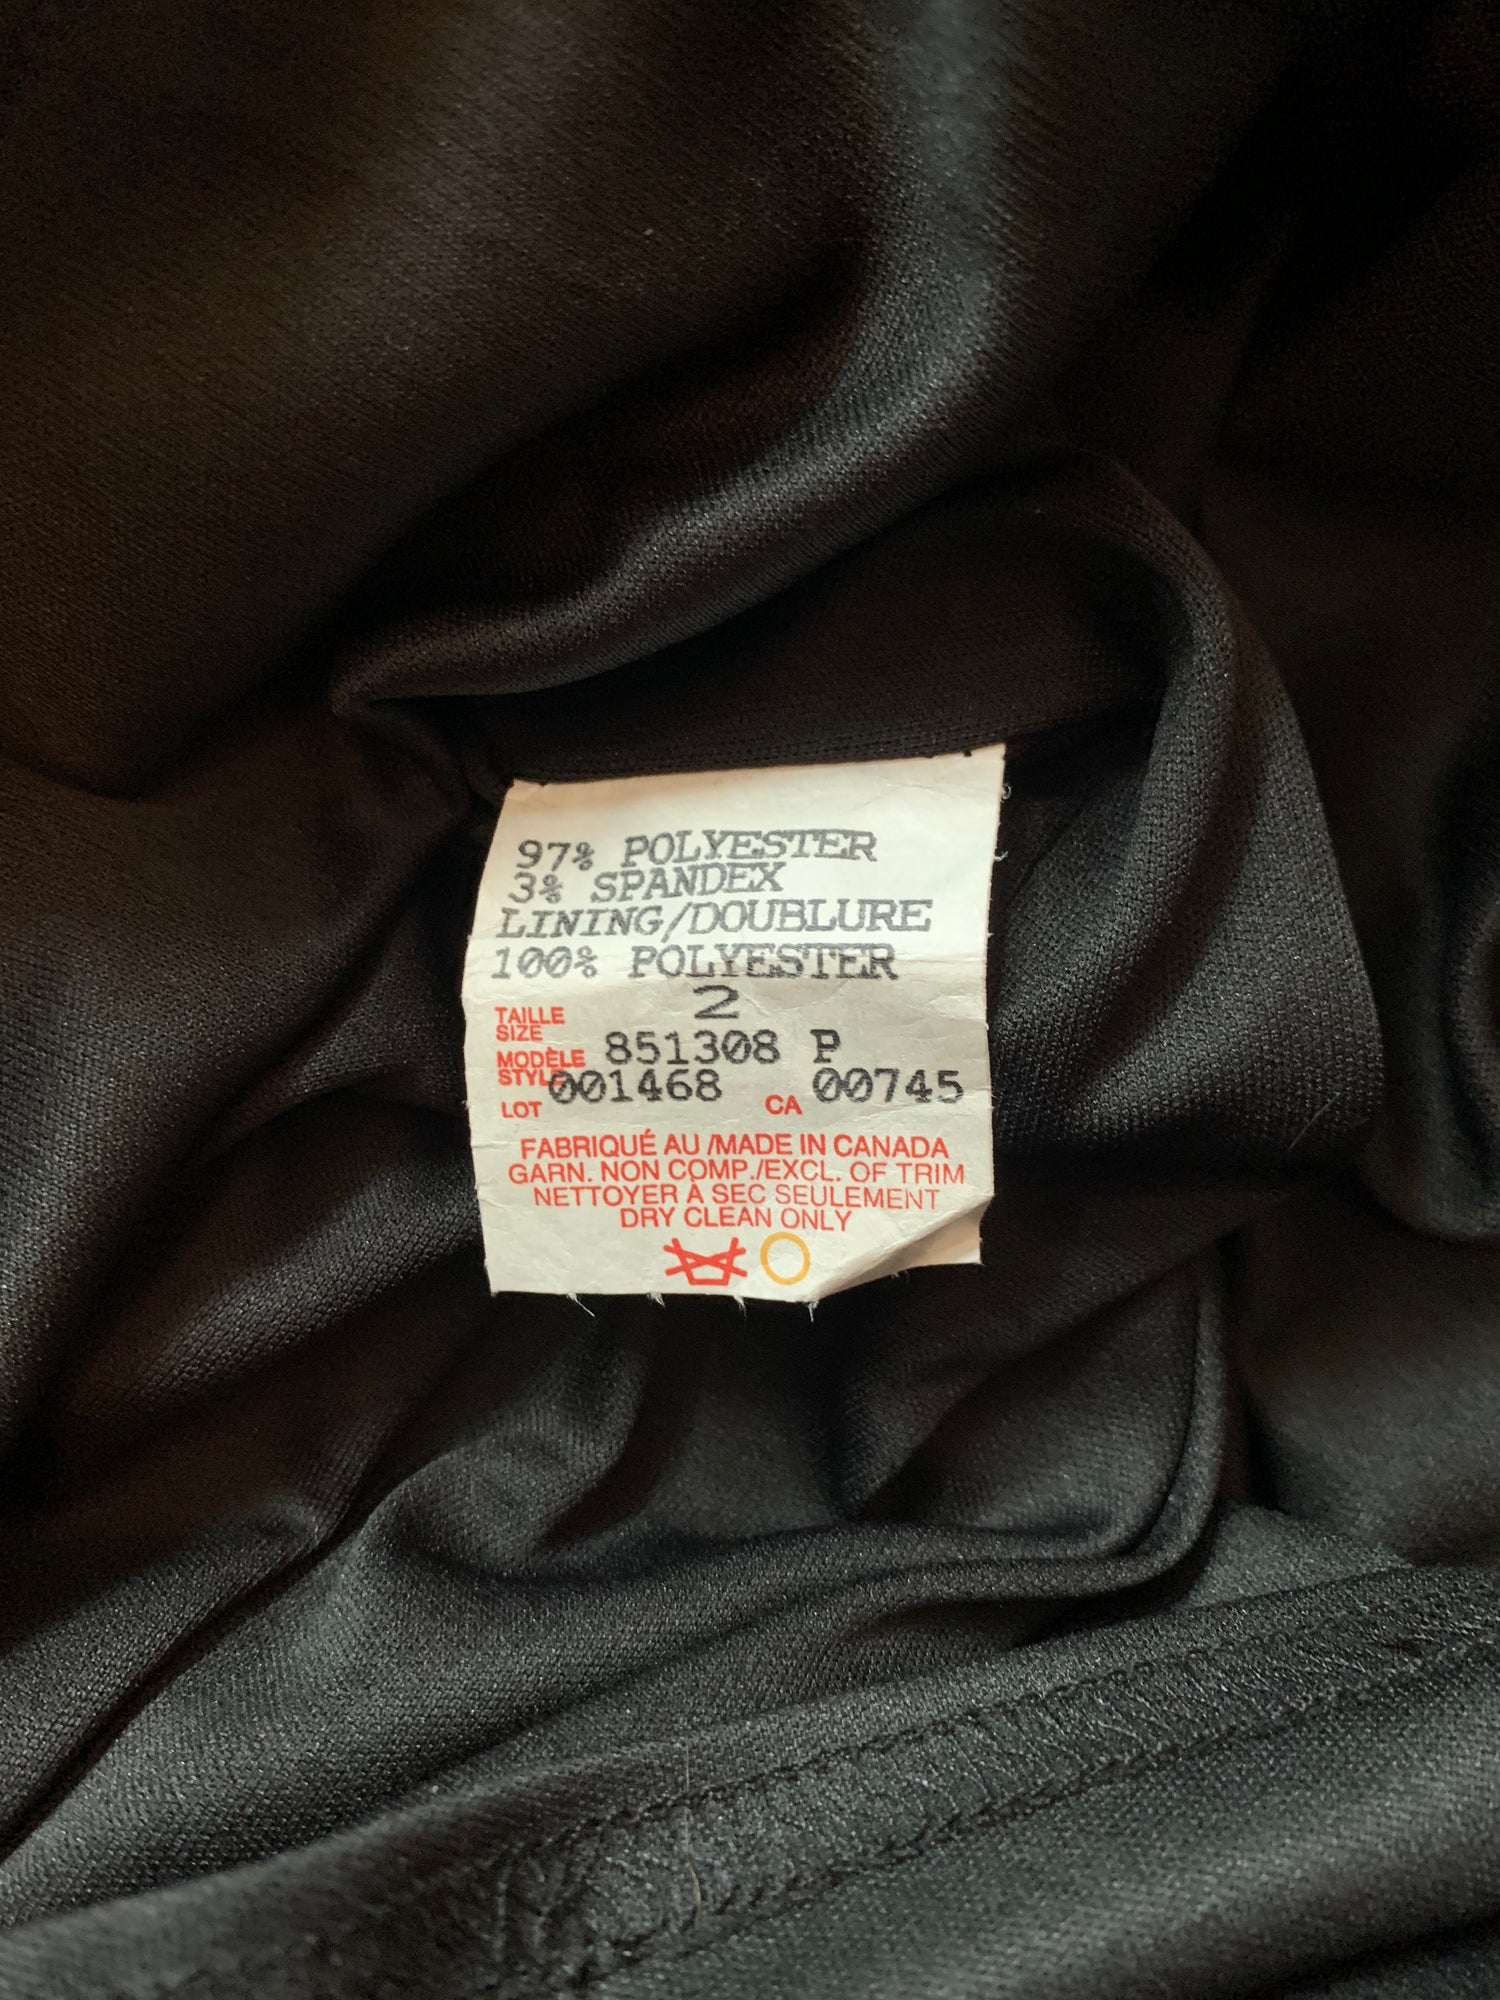 97% POLYESTER
3% SPANDEX
LINING/DOUBLURE
100% POLYESTER
TAILLE
SIZE 2
MODÈLE
STYLE 851308 P
LOT 001468 CA 00745
FABRIQUÉ AU /MADE IN CANADA
GARN. NON COMP./EXCL. OF TRIM
NETTOYER À SEC SEULEMENT
DRY CLEAN ONLY